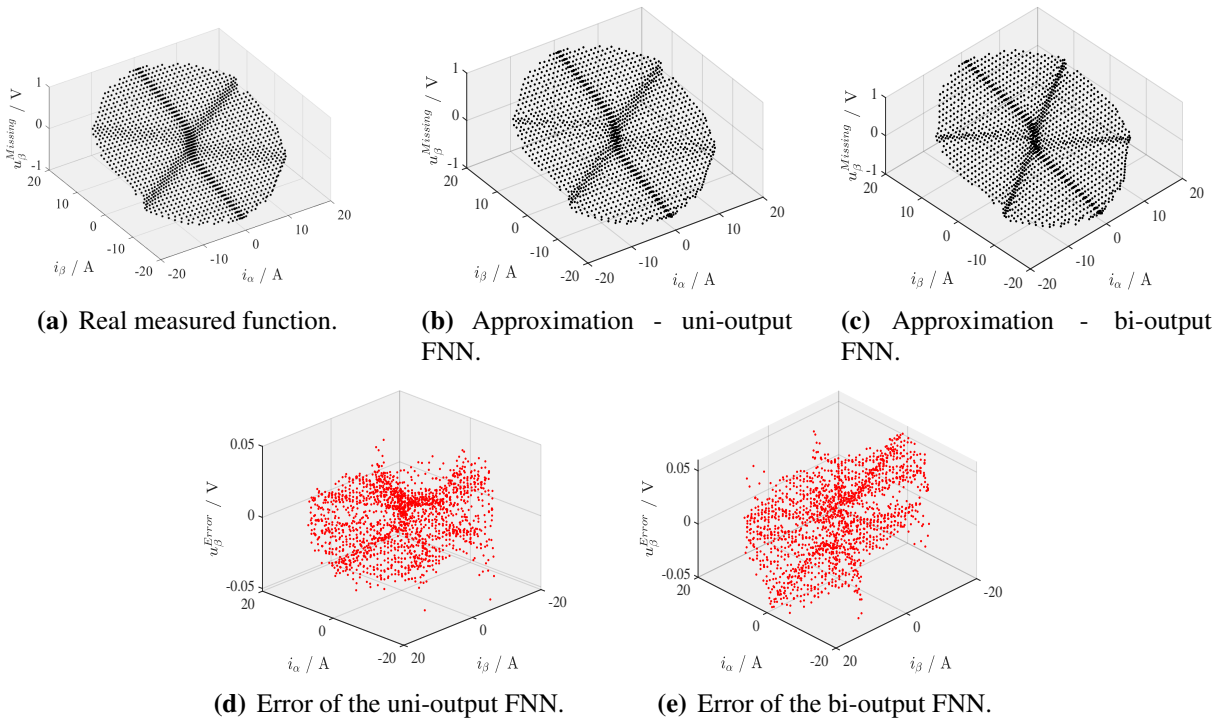 1
0
-1
u_β^Missing / V
20
10
0
-10
-20
i_β / A
-20
-10
0
10
20
i_α / A
(a) Real measured function.
1
0
-1
u_β^Missing / V
20
10
0
-10
-20
i_β / A
-20
-10
0
10
20
i_α / A
(b) Approximation - uni-output
FNN.
1
0
-1
u_β^Missing / V
20
10
0
-10
-20
i_β / A
-20
-10
0
10
20
i_α / A
(c) Approximation - bi-output
FNN.
0.05
0
-0.05
u_β^Error / V
20
0
-20
i_α / A
20
0
-20
i_β / A
(d) Error of the uni-output FNN.
0.05
0
-0.05
u_β^Error / V
20
0
-20
i_α / A
20
0
-20
i_β / A
(e) Error of the bi-output FNN.